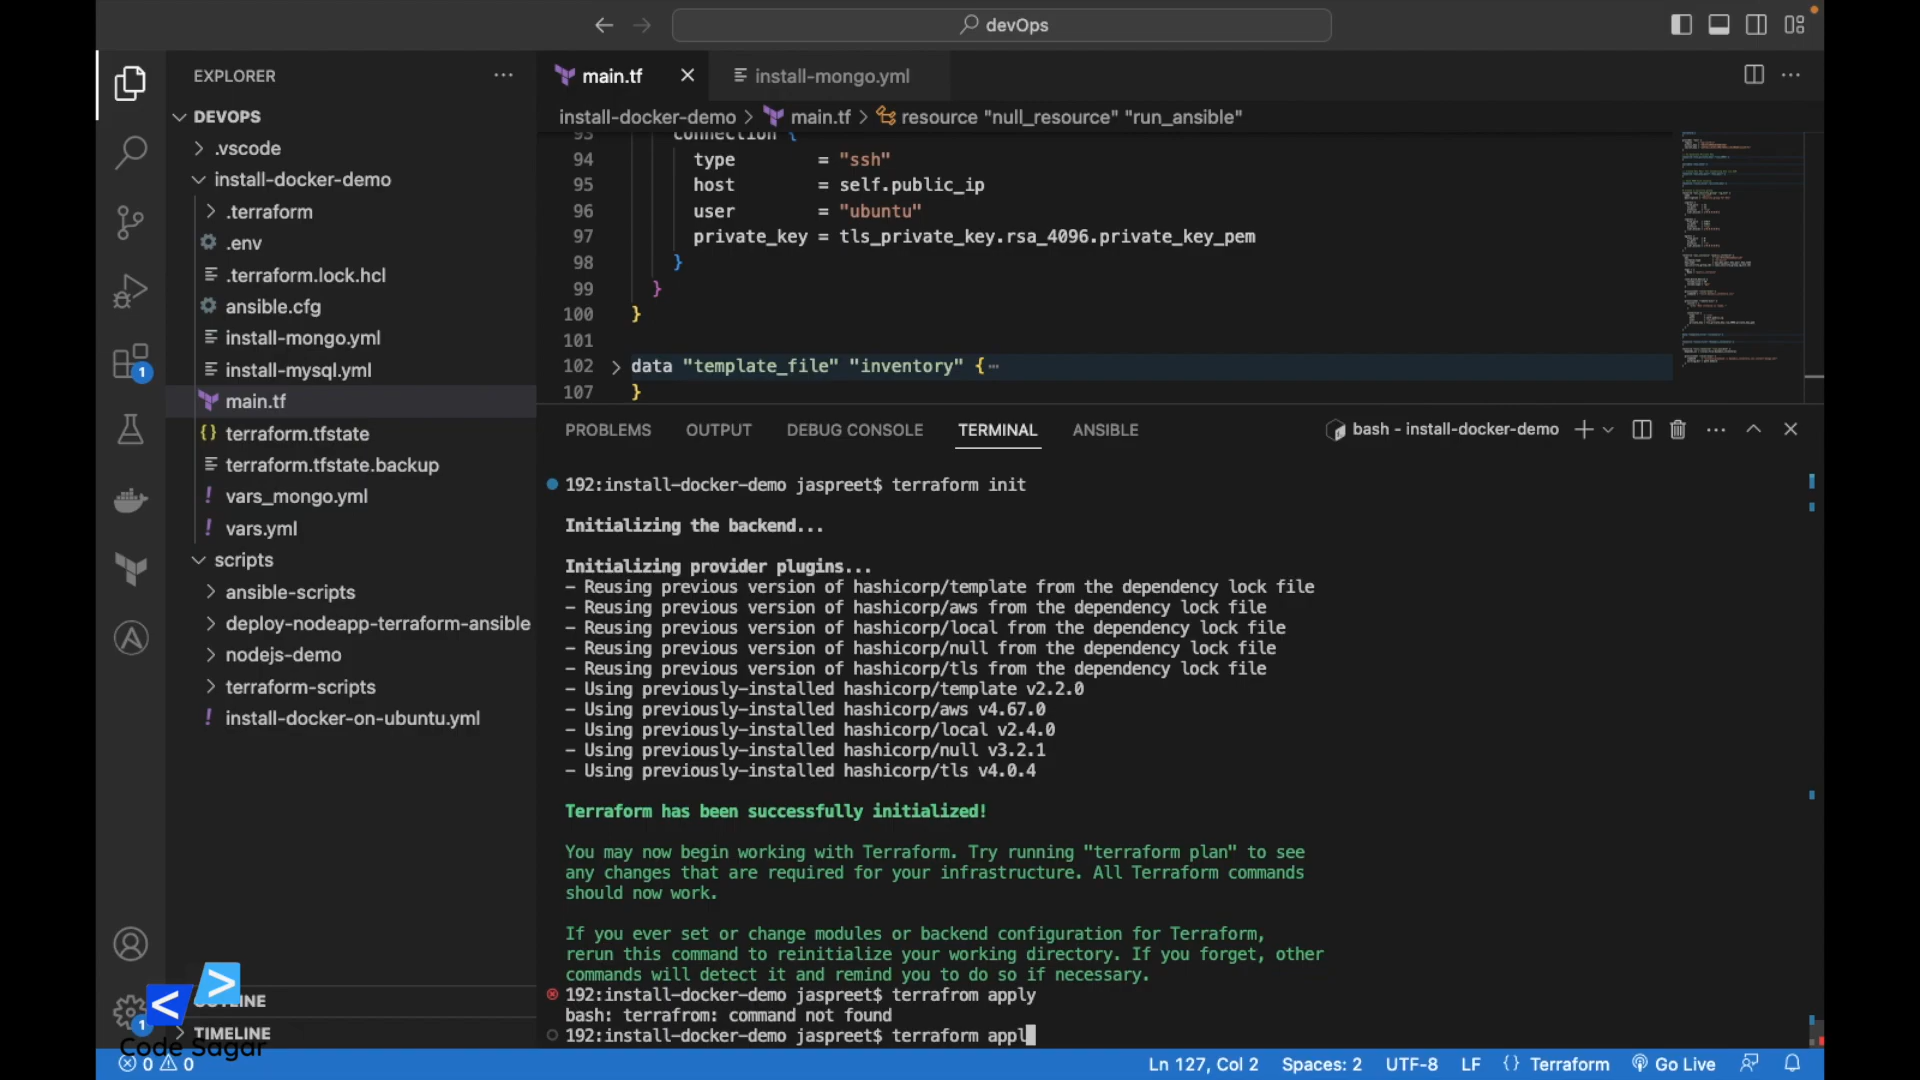 devOps
EXPLORER
DEVOPS
.vscode
install-docker-demo
.terraform
.env
.terraform.lock.hcl
ansible.cfg
install-mongo.yml
install-mysql.yml
main.tf
terraform.tfstate
terraform.tfstate.backup
vars_mongo.yml
vars.yml
scripts
ansible-scripts
deploy-nodeapp-terraform-ansible
nodejs-demo
terraform-scripts
install-docker-on-ubuntu.yml
TIMELINE
Code Sagar
main.tf
install-mongo.yml
install-docker-demo > main.tf > resource "null_resource" "run_ansible"
93 connection {
94 type = "ssh"
95 host = self.public_ip
96 user = "ubuntu"
97 private_key = tls_private_key.rsa_4096.private_key_pem
98 }
99 }
100 }
101
102 > data "template_file" "inventory" {⋯
107 }
PROBLEMS OUTPUT DEBUG CONSOLE TERMINAL ANSIBLE
bash - install-docker-demo
192:install-docker-demo jaspreet$ terraform init
Initializing the backend...
Initializing provider plugins...
- Reusing previous version of hashicorp/template from the dependency lock file
- Reusing previous version of hashicorp/aws from the dependency lock file
- Reusing previous version of hashicorp/local from the dependency lock file
- Reusing previous version of hashicorp/null from the dependency lock file
- Reusing previous version of hashicorp/tls from the dependency lock file
- Using previously-installed hashicorp/template v2.2.0
- Using previously-installed hashicorp/aws v4.67.0
- Using previously-installed hashicorp/local v2.4.0
- Using previously-installed hashicorp/null v3.2.1
- Using previously-installed hashicorp/tls v4.0.4
Terraform has been successfully initialized!
You may now begin working with Terraform. Try running "terraform plan" to see
any changes that are required for your infrastructure. All Terraform commands
should now work.
If you ever set or change modules or backend configuration for Terraform,
rerun this command to reinitialize your working directory. If you forget, other
commands will detect it and remind you to do so if necessary.
192:install-docker-demo jaspreet$ terrafrom apply
bash: terrafrom: command not found
192:install-docker-demo jaspreet$ terraform appl
0 0
Ln 127, Col 2 Spaces: 2 UTF-8 LF {} Terraform Go Live